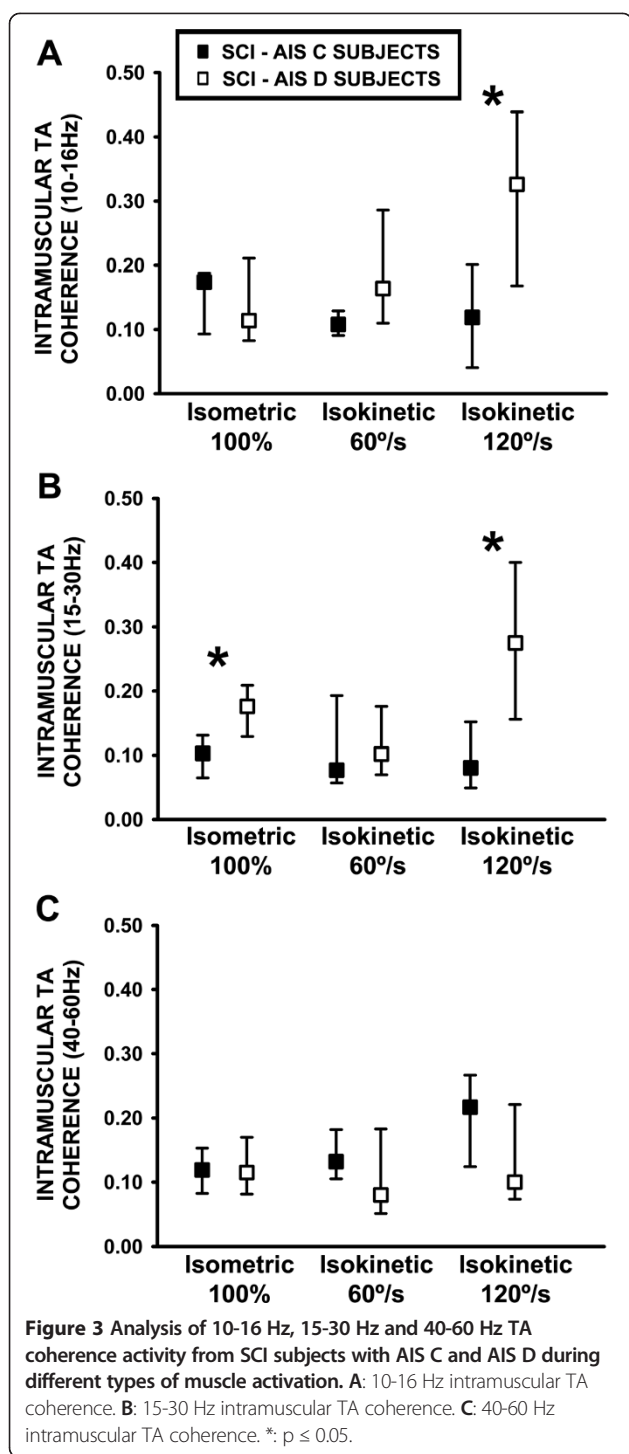 A
■ SCI - AIS C SUBJECTS
□ SCI - AIS D SUBJECTS
INTRAMUSCULAR TA
COHERENCE (10-16Hz)
0.50
0.40
0.30
0.20
0.10
0.00
*
Isometric Isokinetic Isokinetic
100% 60º/s 120º/s
B
INTRAMUSCULAR TA
COHERENCE (15-30Hz)
0.50
0.40
0.30
0.20
0.10
0.00
*
*
Isometric Isokinetic Isokinetic
100% 60º/s 120º/s
C
INTRAMUSCULAR TA
COHERENCE (40-60Hz)
0.50
0.40
0.30
0.20
0.10
0.00
Isometric Isokinetic Isokinetic
100% 60º/s 120º/s
Figure 3 Analysis of 10-16 Hz, 15-30 Hz and 40-60 Hz TA
coherence activity from SCI subjects with AIS C and AIS D during
different types of muscle activation. A: 10-16 Hz intramuscular TA
coherence. B: 15-30 Hz intramuscular TA coherence. C: 40-60 Hz
intramuscular TA coherence. *: p ≤ 0.05.